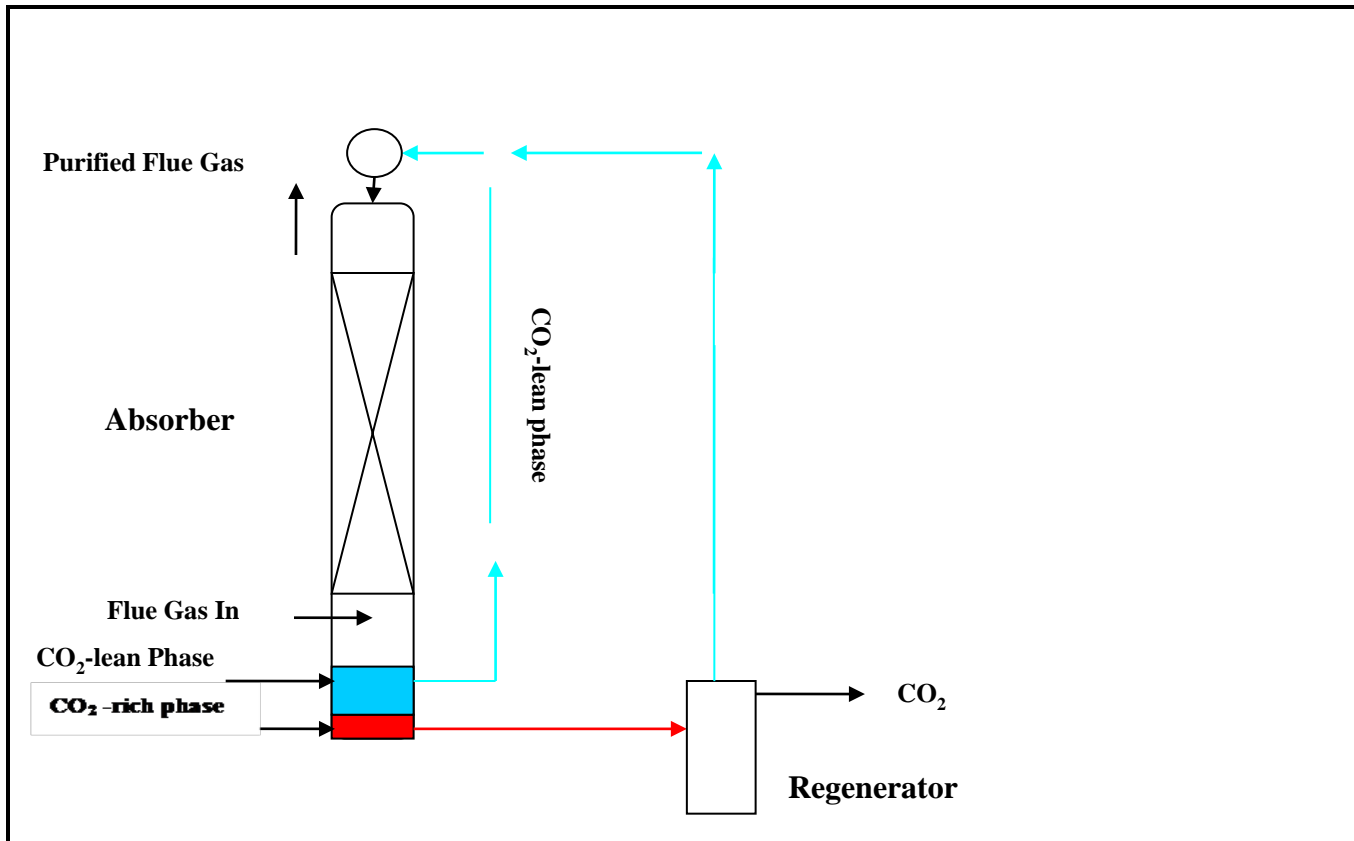 Purified Flue Gas
CO₂-lean phase
Absorber
Flue Gas In
CO₂-lean Phase
CO₂ -rich phase
CO₂
Regenerator